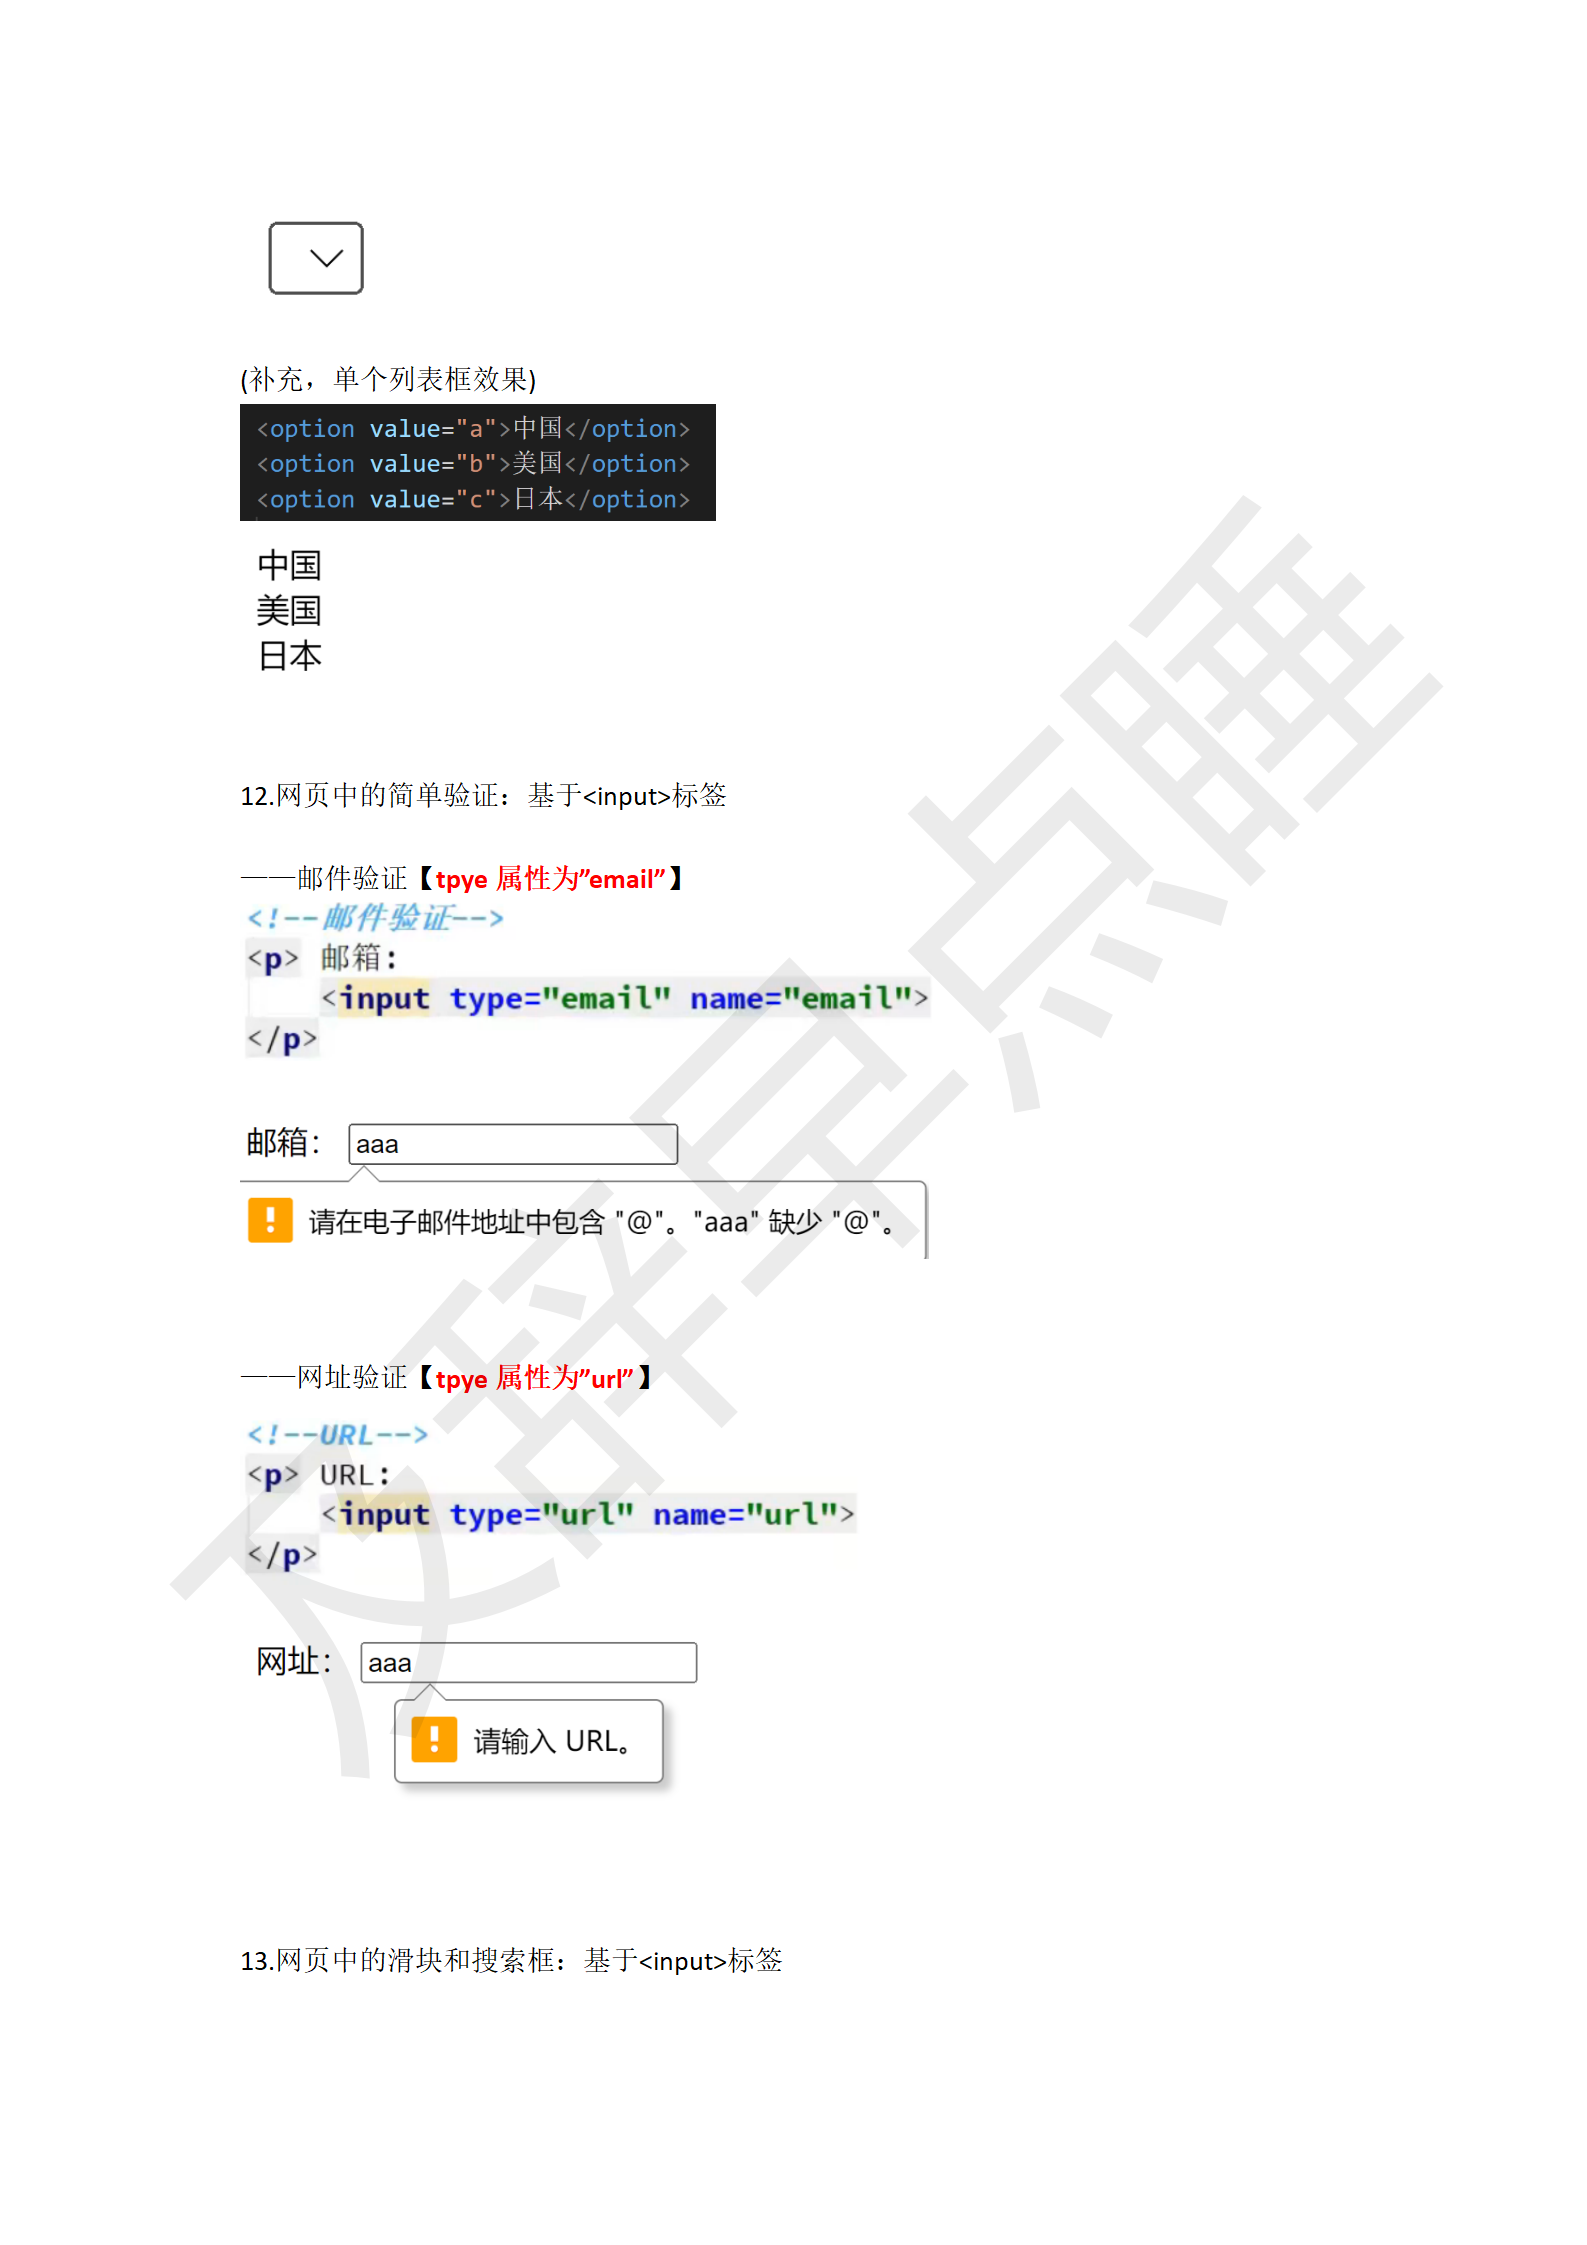 (补充，单个列表框效果)
<option value="a">中国</option>
<option value="b">美国</option>
<option value="c">日本</option>
中国
美国
日本
12.网页中的简单验证：基于<input>标签
——邮件验证【tpye 属性为”email”】
<!--邮件验证-->
<p> 邮箱:
<input type="email" name="email">
</p>
邮箱： aaa
请在电子邮件地址中包含 "@"。"aaa" 缺少 "@"。
——网址验证【tpye 属性为”url”】
<!--URL-->
<p> URL:
<input type="url" name="url">
</p>
网址： aaa
请输入 URL。
13.网页中的滑块和搜索框：基于<input>标签
辞早点睡